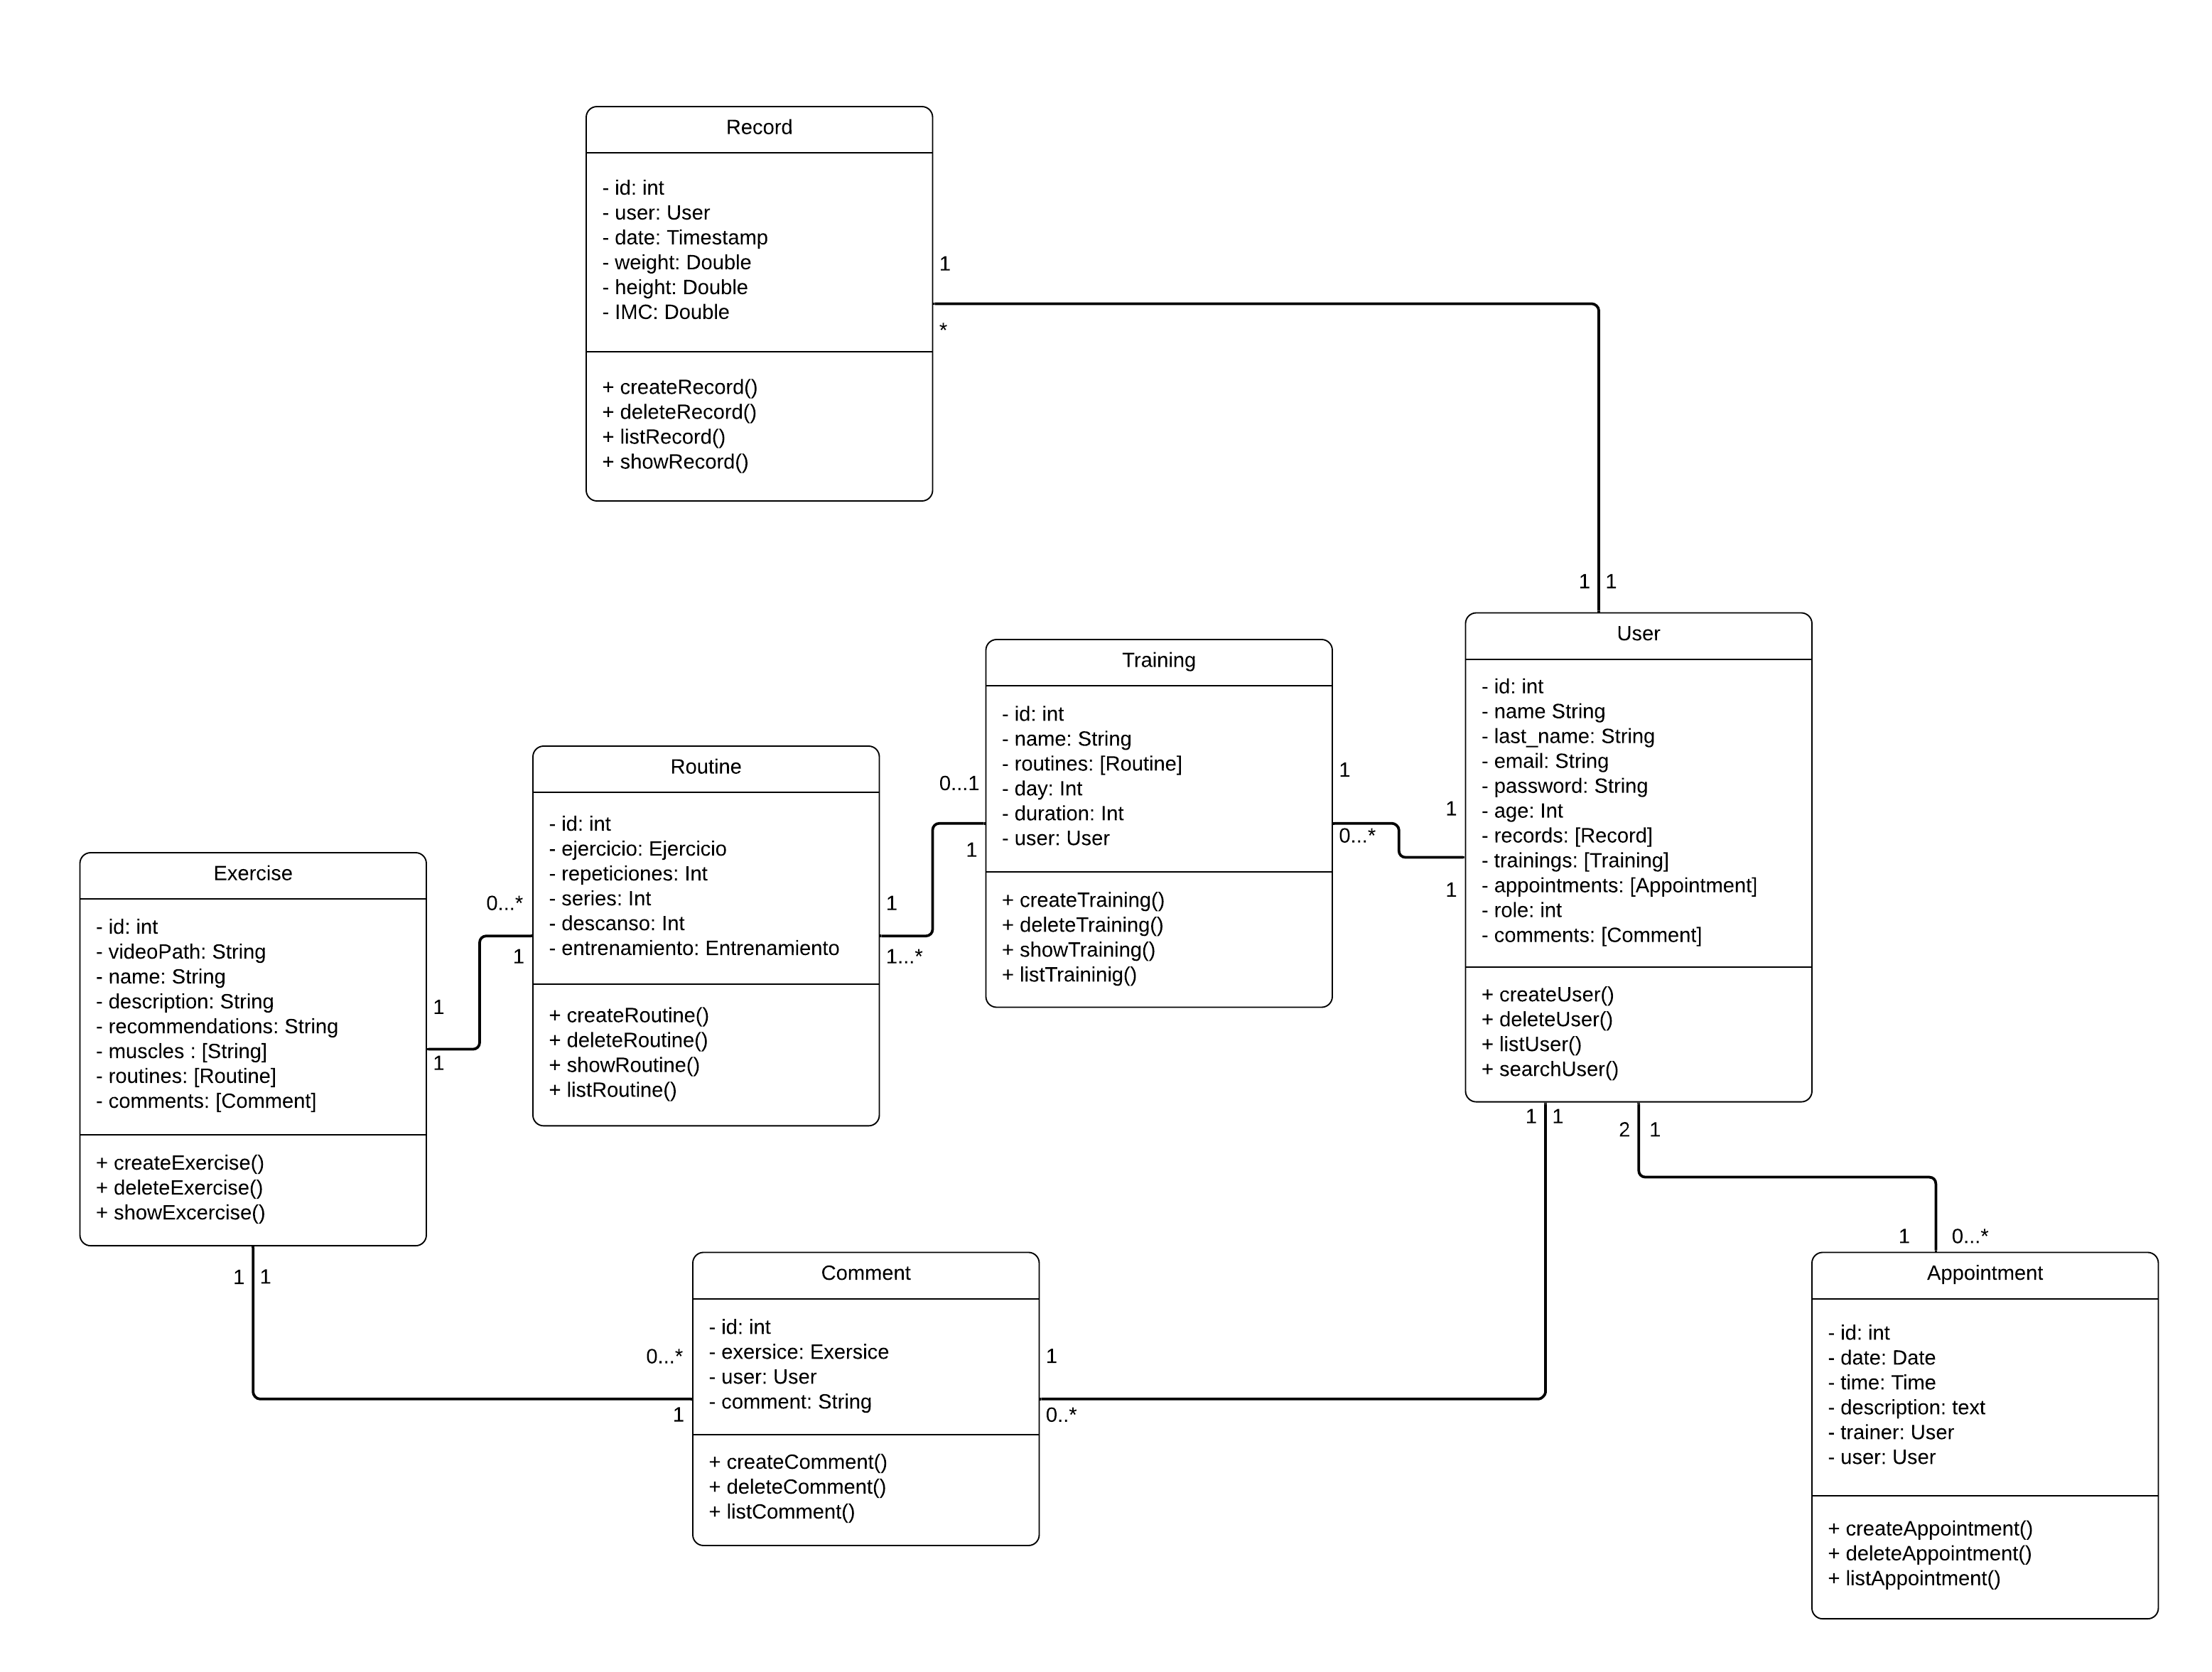 Record
- id: int
- user: User
- date: Timestamp
- weight: Double
- height: Double
- IMC: Double
+ createRecord()
+ deleteRecord()
+ listRecord()
+ showRecord()
1
*
1 1
User
- id: int
- name String
- last_name: String
- email: String
- password: String
- age: Int
- records: [Record]
- trainings: [Training]
- appointments: [Appointment]
- role: int
- comments: [Comment]
+ createUser()
+ deleteUser()
+ listUser()
+ searchUser()
Training
- id: int
- name: String
- routines: [Routine]
- day: Int
- duration: Int
- user: User
+ createTraining()
+ deleteTraining()
+ showTraining()
+ listTraininig()
1
0...*
1
1
0...1
1
Routine
- id: int
- ejercicio: Ejercicio
- repeticiones: Int
- series: Int
- descanso: Int
- entrenamiento: Entrenamiento
+ createRoutine()
+ deleteRoutine()
+ showRoutine()
+ listRoutine()
1
1...*
0...*
1
Exercise
- id: int
- videoPath: String
- name: String
- description: String
- recommendations: String
- muscles : [String]
- routines: [Routine]
- comments: [Comment]
+ createExercise()
+ deleteExercise()
+ showExcercise()
1
1
1 1
0...*
1
Comment
- id: int
- exersice: Exersice
- user: User
- comment: String
+ createComment()
+ deleteComment()
+ listComment()
1
0..*
1 1
2 1
1 0...*
Appointment
- id: int
- date: Date
- time: Time
- description: text
- trainer: User
- user: User
+ createAppointment()
+ deleteAppointment()
+ listAppointment()